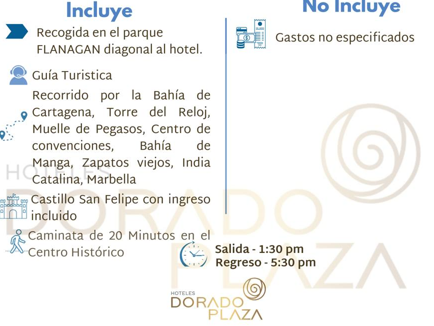 Incluye
Recogida en el parque
FLANAGAN diagonal al hotel.
Guía Turistica
Recorrido por la Bahía de
Cartagena, Torre del Reloj,
Muelle de Pegasos, Centro de
convenciones, Bahía de
Manga, Zapatos viejos, India
Catalina, Marbella
Castillo San Felipe con ingreso
incluido
Caminata de 20 Minutos en el
Centro Histórico
No Incluye
Gastos no especificados
Salida - 1:30 pm
Regreso - 5:30 pm
HOTELES
DORADO
PLAZA
HOTELES
DORADO
PLAZA